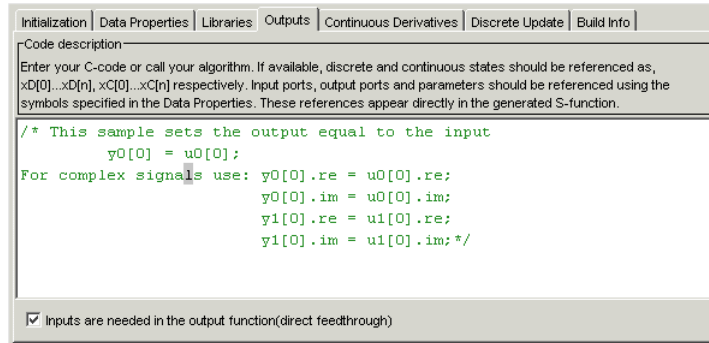 Initialization Data Properties Libraries Outputs Continuous Derivatives Discrete Update Build Info
Code description
Enter your C-code or call your algorithm. If available, discrete and continuous states should be referenced as,
xD[0]...xD[n], xC[0]...xC[n] respectively. Input ports, output ports and parameters should be referenced using the
symbols specified in the Data Properties. These references appear directly in the generated S-function.
/* This sample sets the output equal to the input
y0[0] = u0[0];
For complex signals use: y0[0].re = u0[0].re;
y0[0].im = u0[0].im;
y1[0].re = u1[0].re;
y1[0].im = u1[0].im;*/
Inputs are needed in the output function(direct feedthrough)